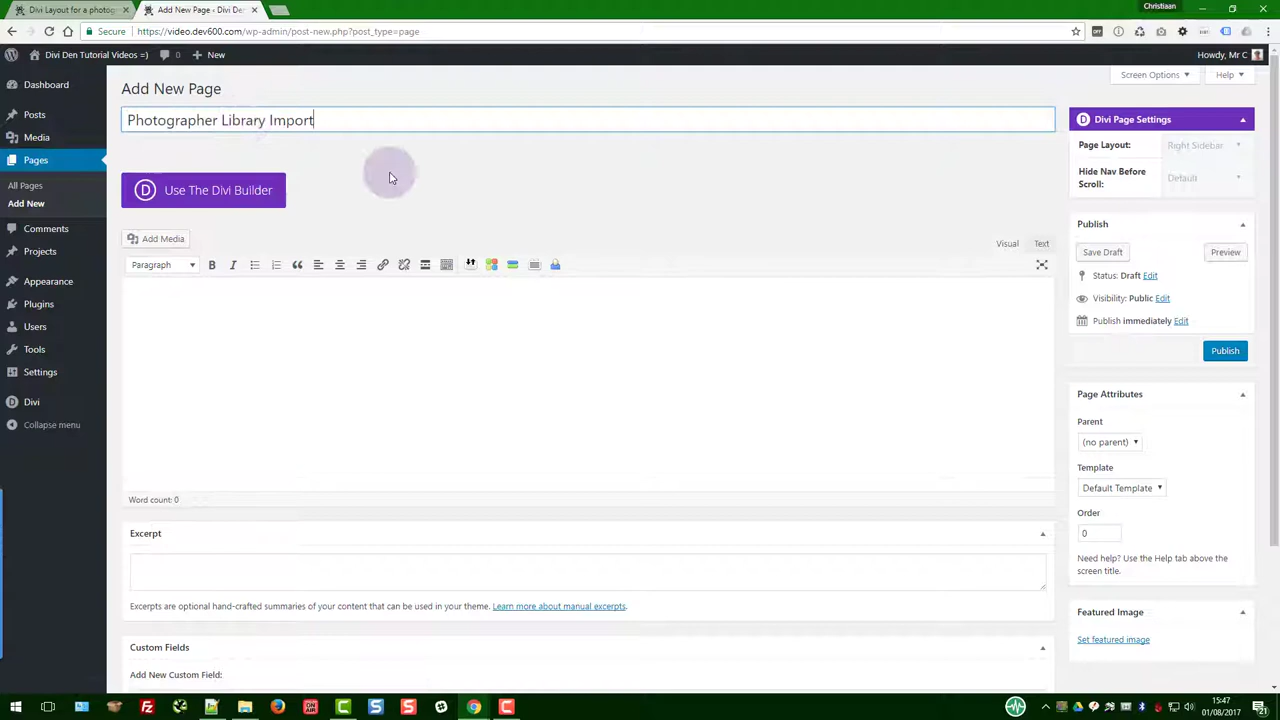 Christiaan
Divi Layout for a photog
Add New Page ‹ Divi De
Secure
https://video.dev600.com/wp-admin/post-new.php?post_type=page
Divi Den Tutorial Videos =)
0
New
Howdy, Mr C
Dashboard
Posts
Media
Pages
All Pages
Add New
Comments
Projects
Appearance
Plugins
Users
Tools
Settings
Divi
Collapse menu
Screen Options
Help
Add New Page
Photographer Library Import
Use The Divi Builder
Add Media
Visual
Text
Paragraph
Word count: 0
Excerpt
Excerpts are optional hand-crafted summaries of your content that can be used in your theme. Learn more about manual excerpts.
Custom Fields
Add New Custom Field:
Divi Page Settings
Page Layout:
Right Sidebar
Hide Nav Before
Scroll:
Default
Publish
Save Draft
Preview
Status: Draft Edit
Visibility: Public Edit
Publish immediately Edit
Publish
Page Attributes
Parent
(no parent)
Template
Default Template
Order
0
Need help? Use the Help tab above the
screen title.
Featured Image
Set featured image
15:47
01/08/2017